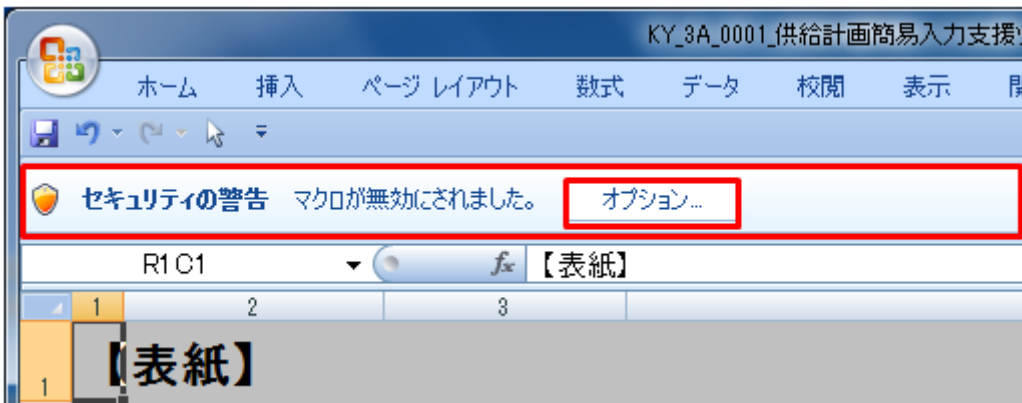 KY_3A_0001_供給計画簡易入力支援
ホーム 挿入 ページ レイアウト 数式 データ 校閲 表示
セキュリティの警告 マクロが無効にされました。 オプション...
R1C1 fx 【表紙】
1 2 3
1 【表紙】